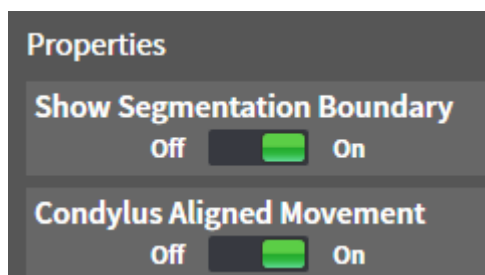 Properties
Show Segmentation Boundary
Off On
Condylus Aligned Movement
Off On